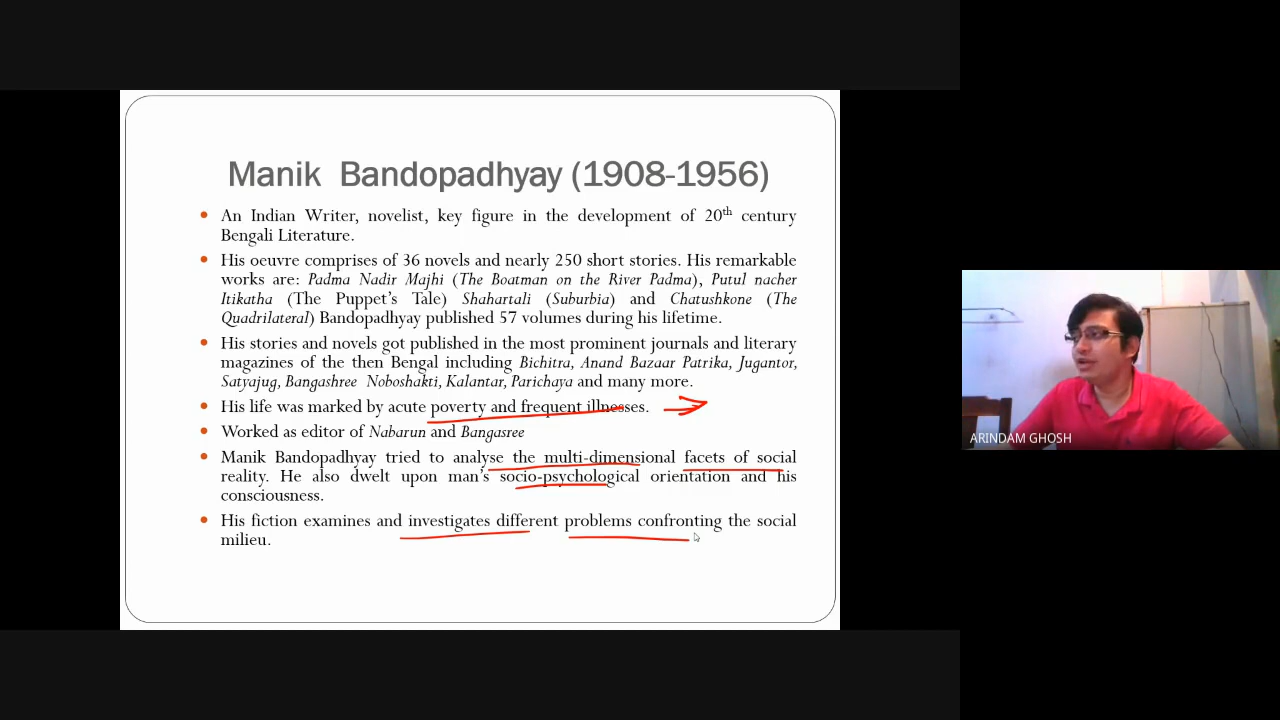 Manik Bandopadhyay (1908-1956)
• An Indian Writer, novelist, key figure in the development of 20th century
Bengali Literature.
• His oeuvre comprises of 36 novels and nearly 250 short stories. His remarkable
works are: Padma Nadir Majhi (The Boatman on the River Padma), Putul nacher
Itikatha (The Puppet's Tale) Shahartali (Suburbia) and Chatushkone (The
Quadrilateral) Bandopadhyay published 57 volumes during his lifetime.
• His stories and novels got published in the most prominent journals and literary
magazines of the then Bengal including Bichitra, Anand Bazaar Patrika, Jugantor,
Satyajug, Bangashree Noboshakti, Kalantar, Parichaya and many more.
• His life was marked by acute poverty and frequent illnesses.
• Worked as editor of Nabarun and Bangasree
• Manik Bandopadhyay tried to analyse the multi-dimensional facets of social
reality. He also dwelt upon man's socio-psychological orientation and his
consciousness.
• His fiction examines and investigates different problems confronting the social
milieu.
ARINDAM GHOSH